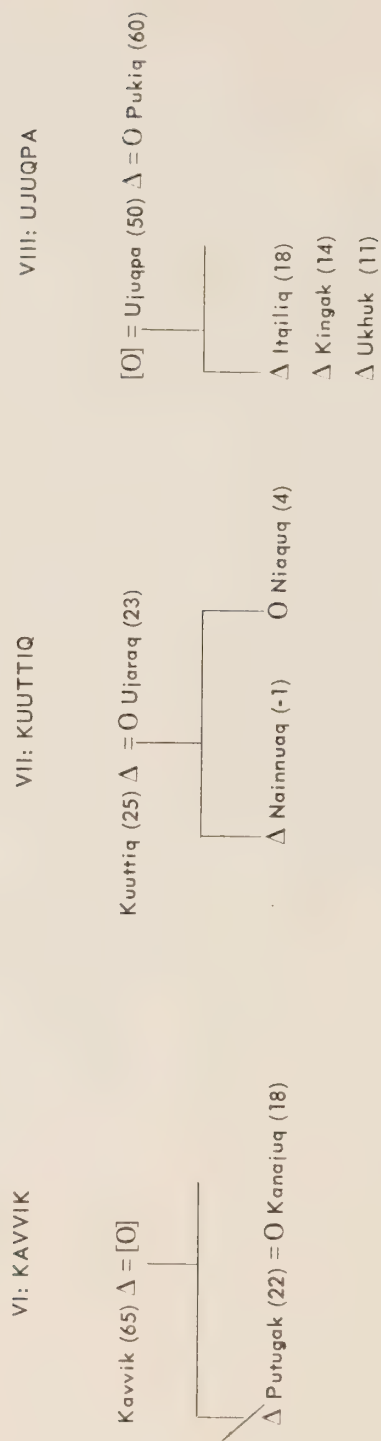 VI: KAVVIK
Kavvik (65) Δ = [O]
Δ Putugak (22) = O Kanajuq (18)
VII: KUUTTIQ
Kuuttiq (25) Δ = O Ujaraq (23)
Δ Nainnuaq (-1)
O Niaquq (4)
VIII: UJUQPA
[O] = Ujuqpa (50) Δ = O Pukiq (60)
Δ Itqiliq (18)
Δ Kingak (14)
Δ Ukhuk (11)